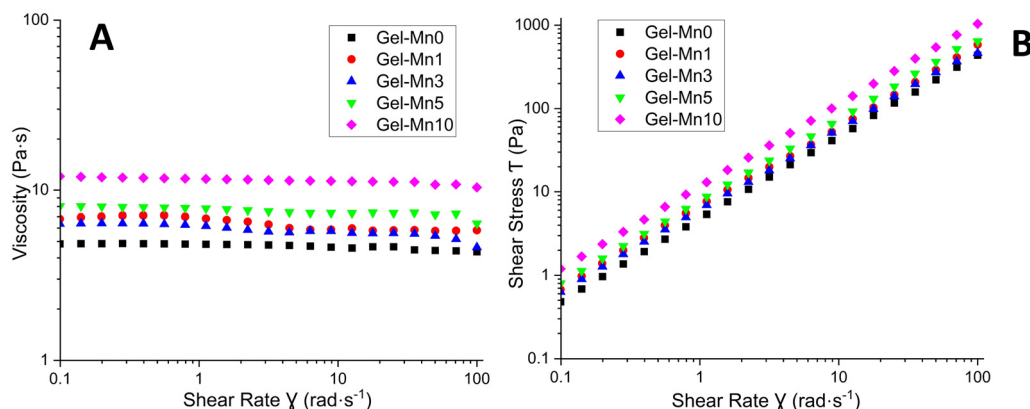 A
Gel-Mn0
Gel-Mn1
Gel-Mn3
Gel-Mn5
Gel-Mn10
100
10
1
Viscosity (Pa·s)
0.1 1 10 100
Shear Rate γ (rad·s⁻¹)
B
Gel-Mn0
Gel-Mn1
Gel-Mn3
Gel-Mn5
Gel-Mn10
1000
100
10
1
0.1
Shear Stress T (Pa)
0.1 1 10 100
Shear Rate γ (rad·s⁻¹)